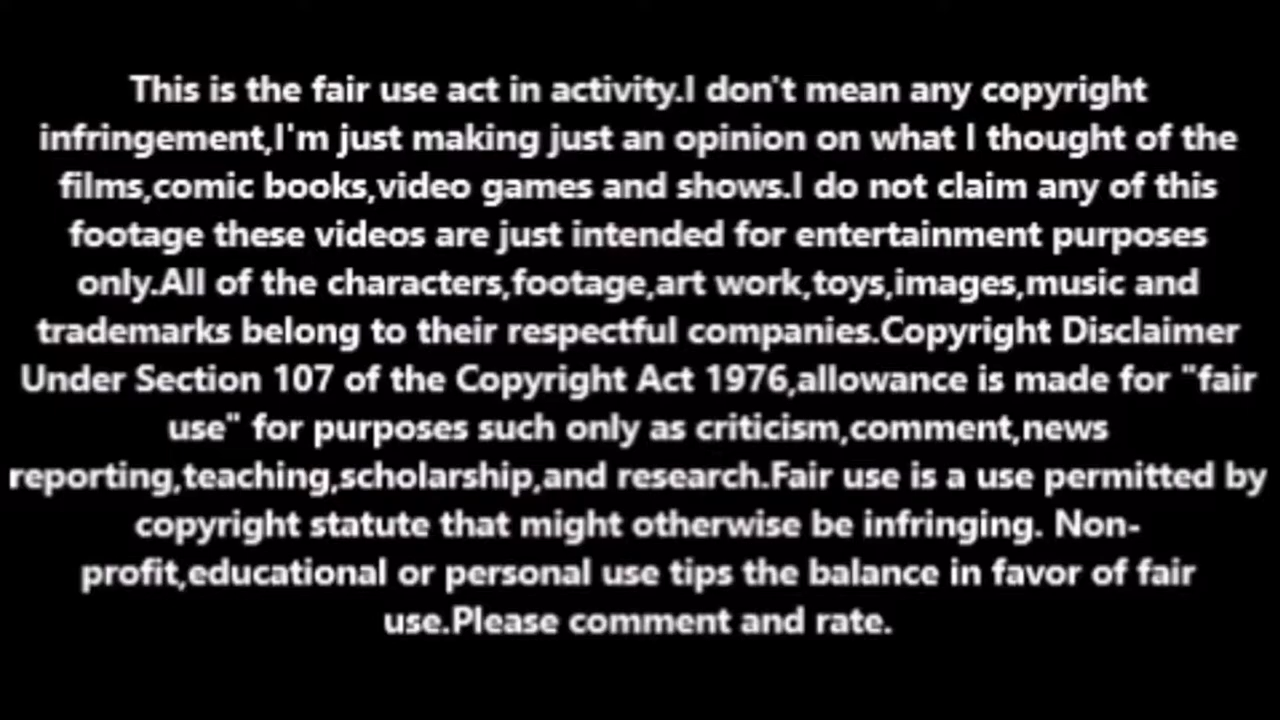 This is the fair use act in activity.I don't mean any copyright
infringement,I'm just making just an opinion on what I thought of the
films,comic books,video games and shows.I do not claim any of this
footage these videos are just intended for entertainment purposes
only.All of the characters,footage,art work,toys,images,music and
trademarks belong to their respectful companies.Copyright Disclaimer
Under Section 107 of the Copyright Act 1976,allowance is made for "fair
use" for purposes such only as criticism,comment,news
reporting,teaching,scholarship,and research.Fair use is a use permitted by
copyright statute that might otherwise be infringing. Non-
profit,educational or personal use tips the balance in favor of fair
use.Please comment and rate.